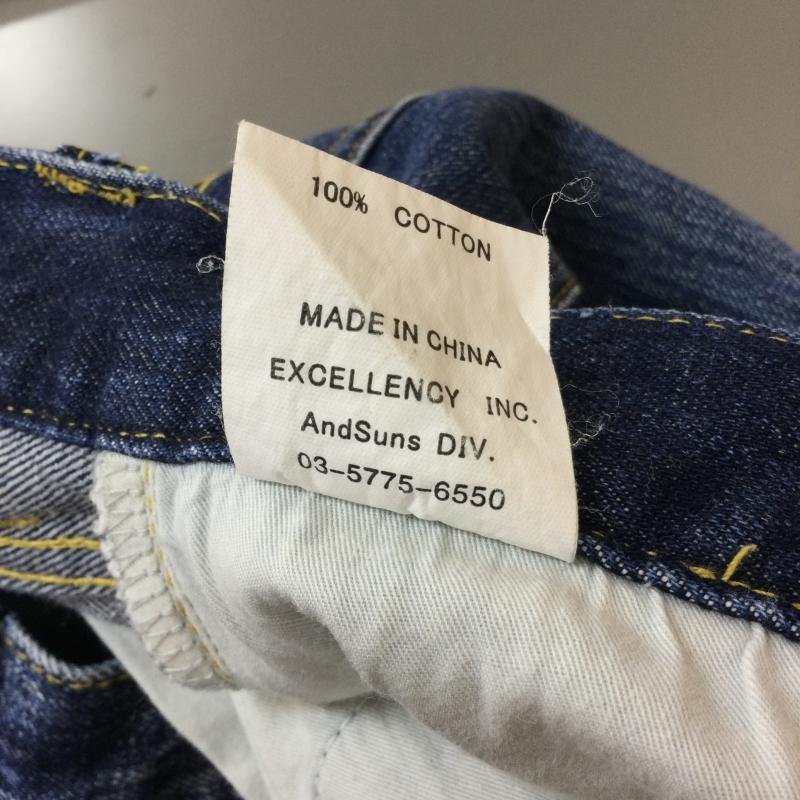 100% COTTON
MADE IN CHINA
EXCELLENCY INC.
AndSuns DIV.
03-5775-6550